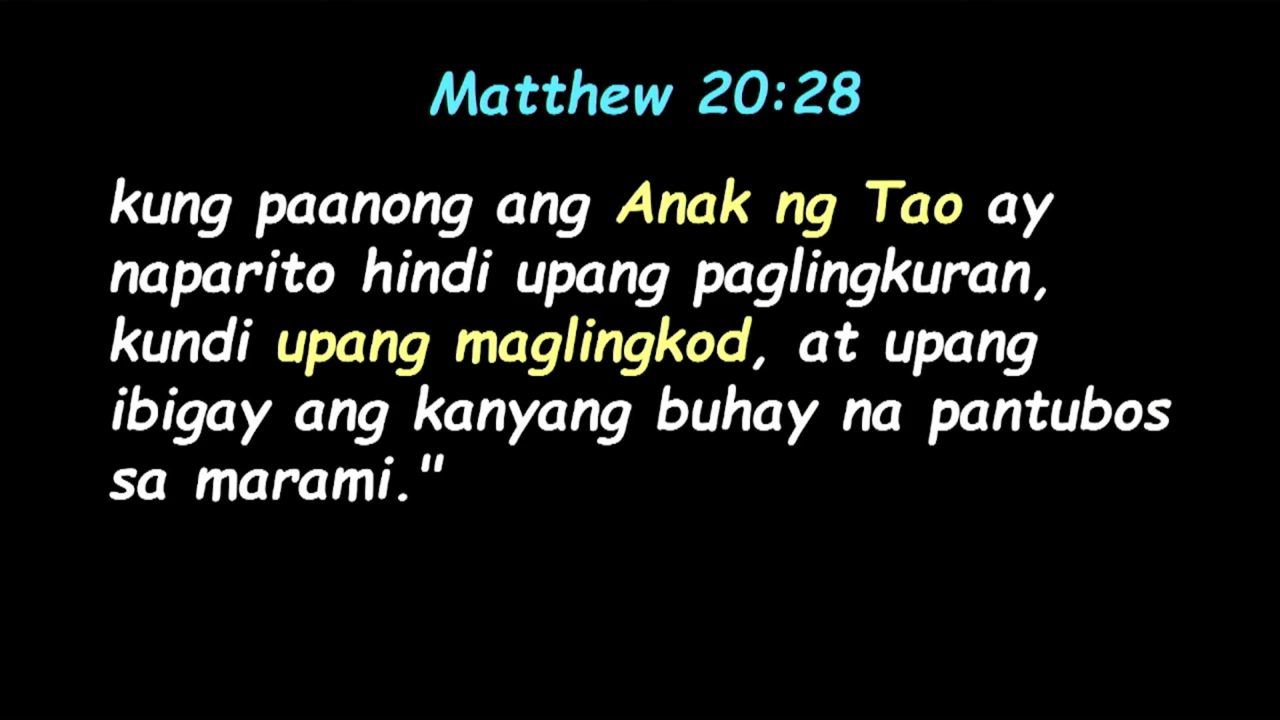 Matthew 20:28
kung paanong ang Anak ng Tao ay
naparito hindi upang paglingkuran,
kundi upang maglingkod, at upang
ibigay ang kanyang buhay na pantubos
sa marami."